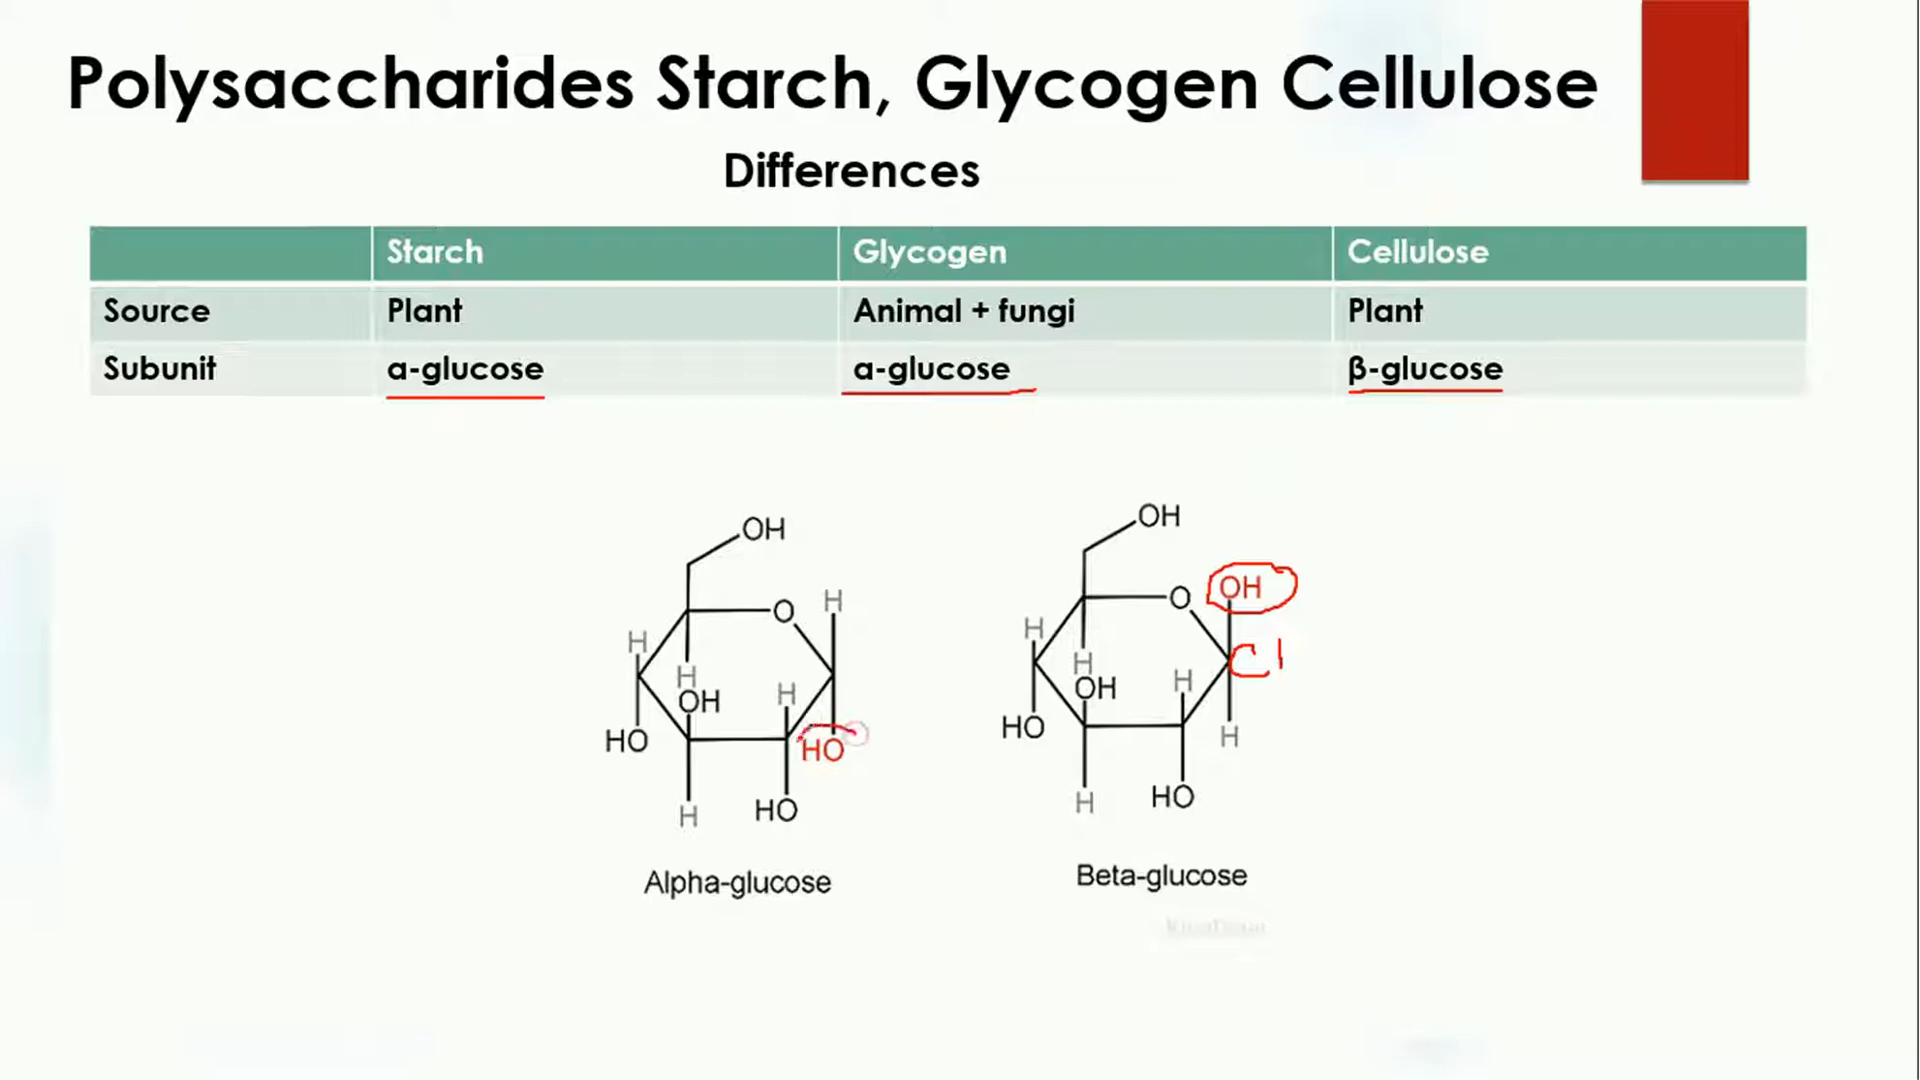 Polysaccharides Starch, Glycogen Cellulose
Differences
Starch Glycogen Cellulose
Source Plant Animal + fungi Plant
Subunit α-glucose α-glucose β-glucose
OH
O
H
H
H
OH
H
HO
HO
H
HO
Alpha-glucose
OH
O
OH
H
C1
H
OH
H
HO
H
H
HO
Beta-glucose